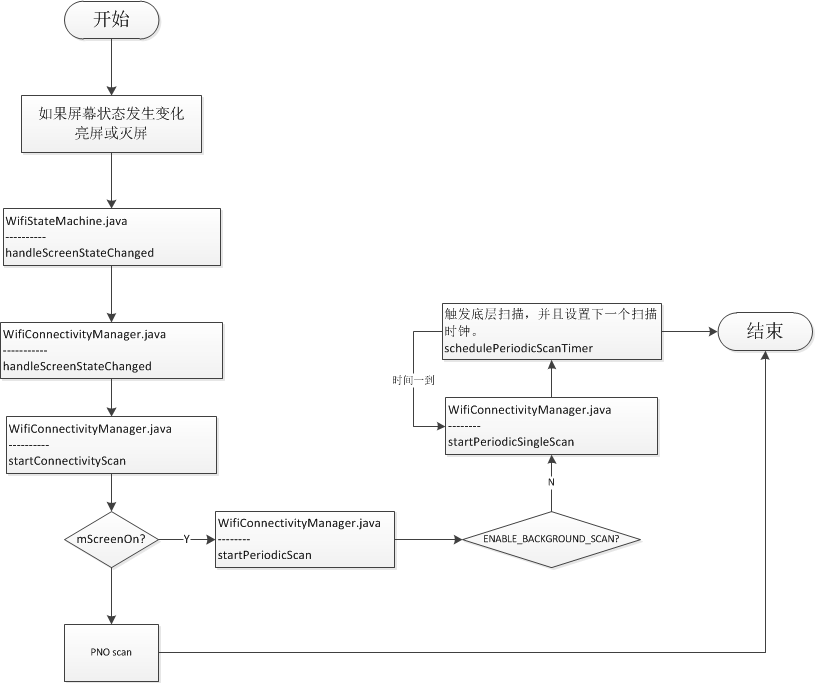 开始
如果屏幕状态发生变化
亮屏或灭屏
WifiStateMachine.java
----------
handleScreenStateChanged
WifiConnectivityManager.java
-----------
handleScreenStateChanged
WifiConnectivityManager.java
----------
startConnectivityScan
mScreenOn?
Y
WifiConnectivityManager.java
--------
startPeriodicScan
ENABLE_BACKGROUND_SCAN?
N
WifiConnectivityManager.java
--------
startPeriodicSingleScan
时间一到
触发底层扫描，并且设置下一个扫描
时钟。
schedulePeriodicScanTimer
结束
PNO scan